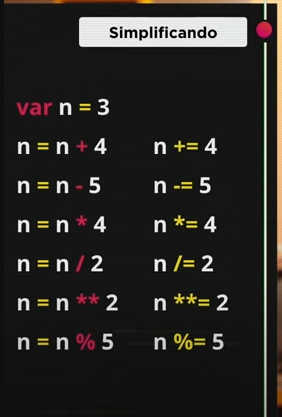 Simplificando
var n = 3
n = n + 4 n += 4
n = n - 5 n -= 5
n = n * 4 n *= 4
n = n / 2 n /= 2
n = n ** 2 n **= 2
n = n % 5 n %= 5